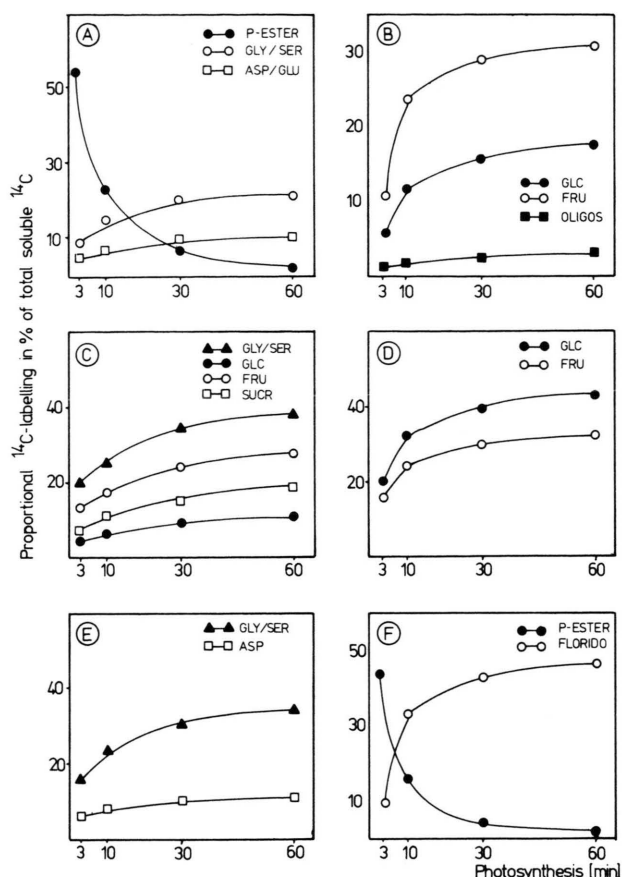 Proportional ¹⁴C-labelling in % of total soluble ¹⁴C
A
P-ESTER
GLY/SER
ASP/GLU
50
30
10
3 10 30 60
B
30
20
10
GLC
FRU
OLIGOS
3 10 30 60
C
GLY/SER
GLC
FRU
SUCR
40
20
3 10 30 60
D
GLC
FRU
40
20
3 10 30 60
E
GLY/SER
ASP
40
20
3 10 30 60
F
P-ESTER
FLORIDO
50
30
10
3 10 30 60
Photosynthesis [min]